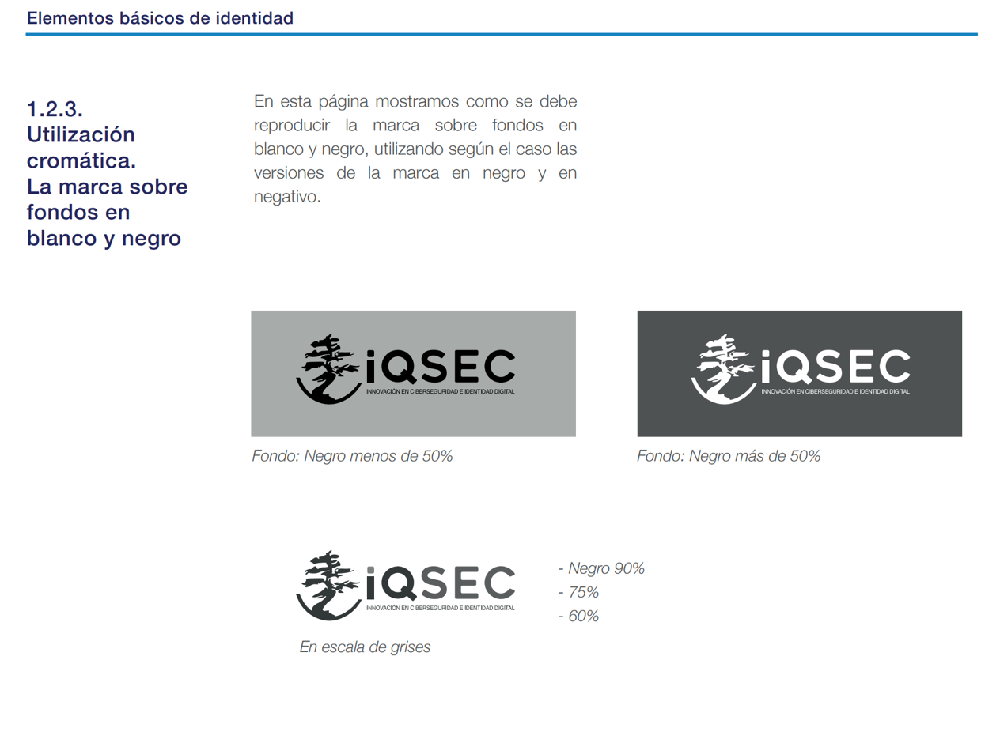 Elementos básicos de identidad
1.2.3.
Utilización
cromática.
La marca sobre
fondos en
blanco y negro
En esta página mostramos como se debe
reproducir la marca sobre fondos en
blanco y negro, utilizando según el caso las
versiones de la marca en negro y en
negativo.
iQSEC
INNOVACIÓN EN CIBERSEGURIDAD E IDENTIDAD DIGITAL
Fondo: Negro menos de 50%
iQSEC
INNOVACIÓN EN CIBERSEGURIDAD E IDENTIDAD DIGITAL
Fondo: Negro más de 50%
iQSEC
INNOVACIÓN EN CIBERSEGURIDAD E IDENTIDAD DIGITAL
En escala de grises
- Negro 90%
- 75%
- 60%